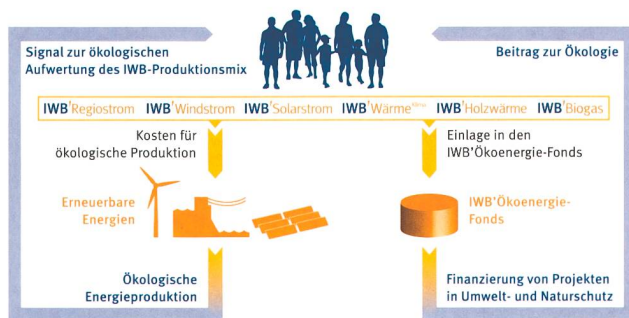 Signal zur ökologischen
Aufwertung des IWB-Produktionsmix
Beitrag zur Ökologie
IWB'Regiostrom IWB'Windstrom IWB'Solarstrom IWB'Wärme IWB'Holzwärme IWB'Biogas
Kosten für
ökologische Produktion
Einlage in den
IWB'Ökoenergie-Fonds
Erneuerbare
Energien
IWB'Ökoenergie-
Fonds
Ökologische
Energieproduktion
Finanzierung von Projekten
in Umwelt- und Naturschutz